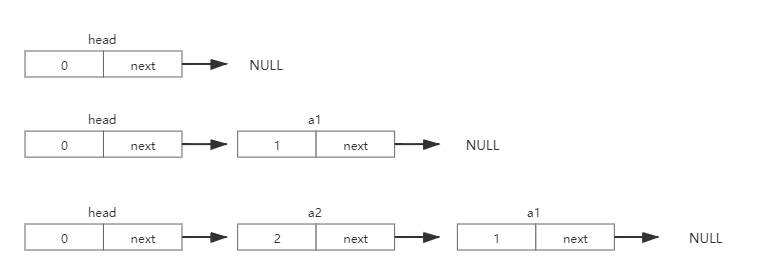 head
0 next NULL
head a1
0 next 1 next NULL
head a2 a1
0 next 2 next 1 next NULL